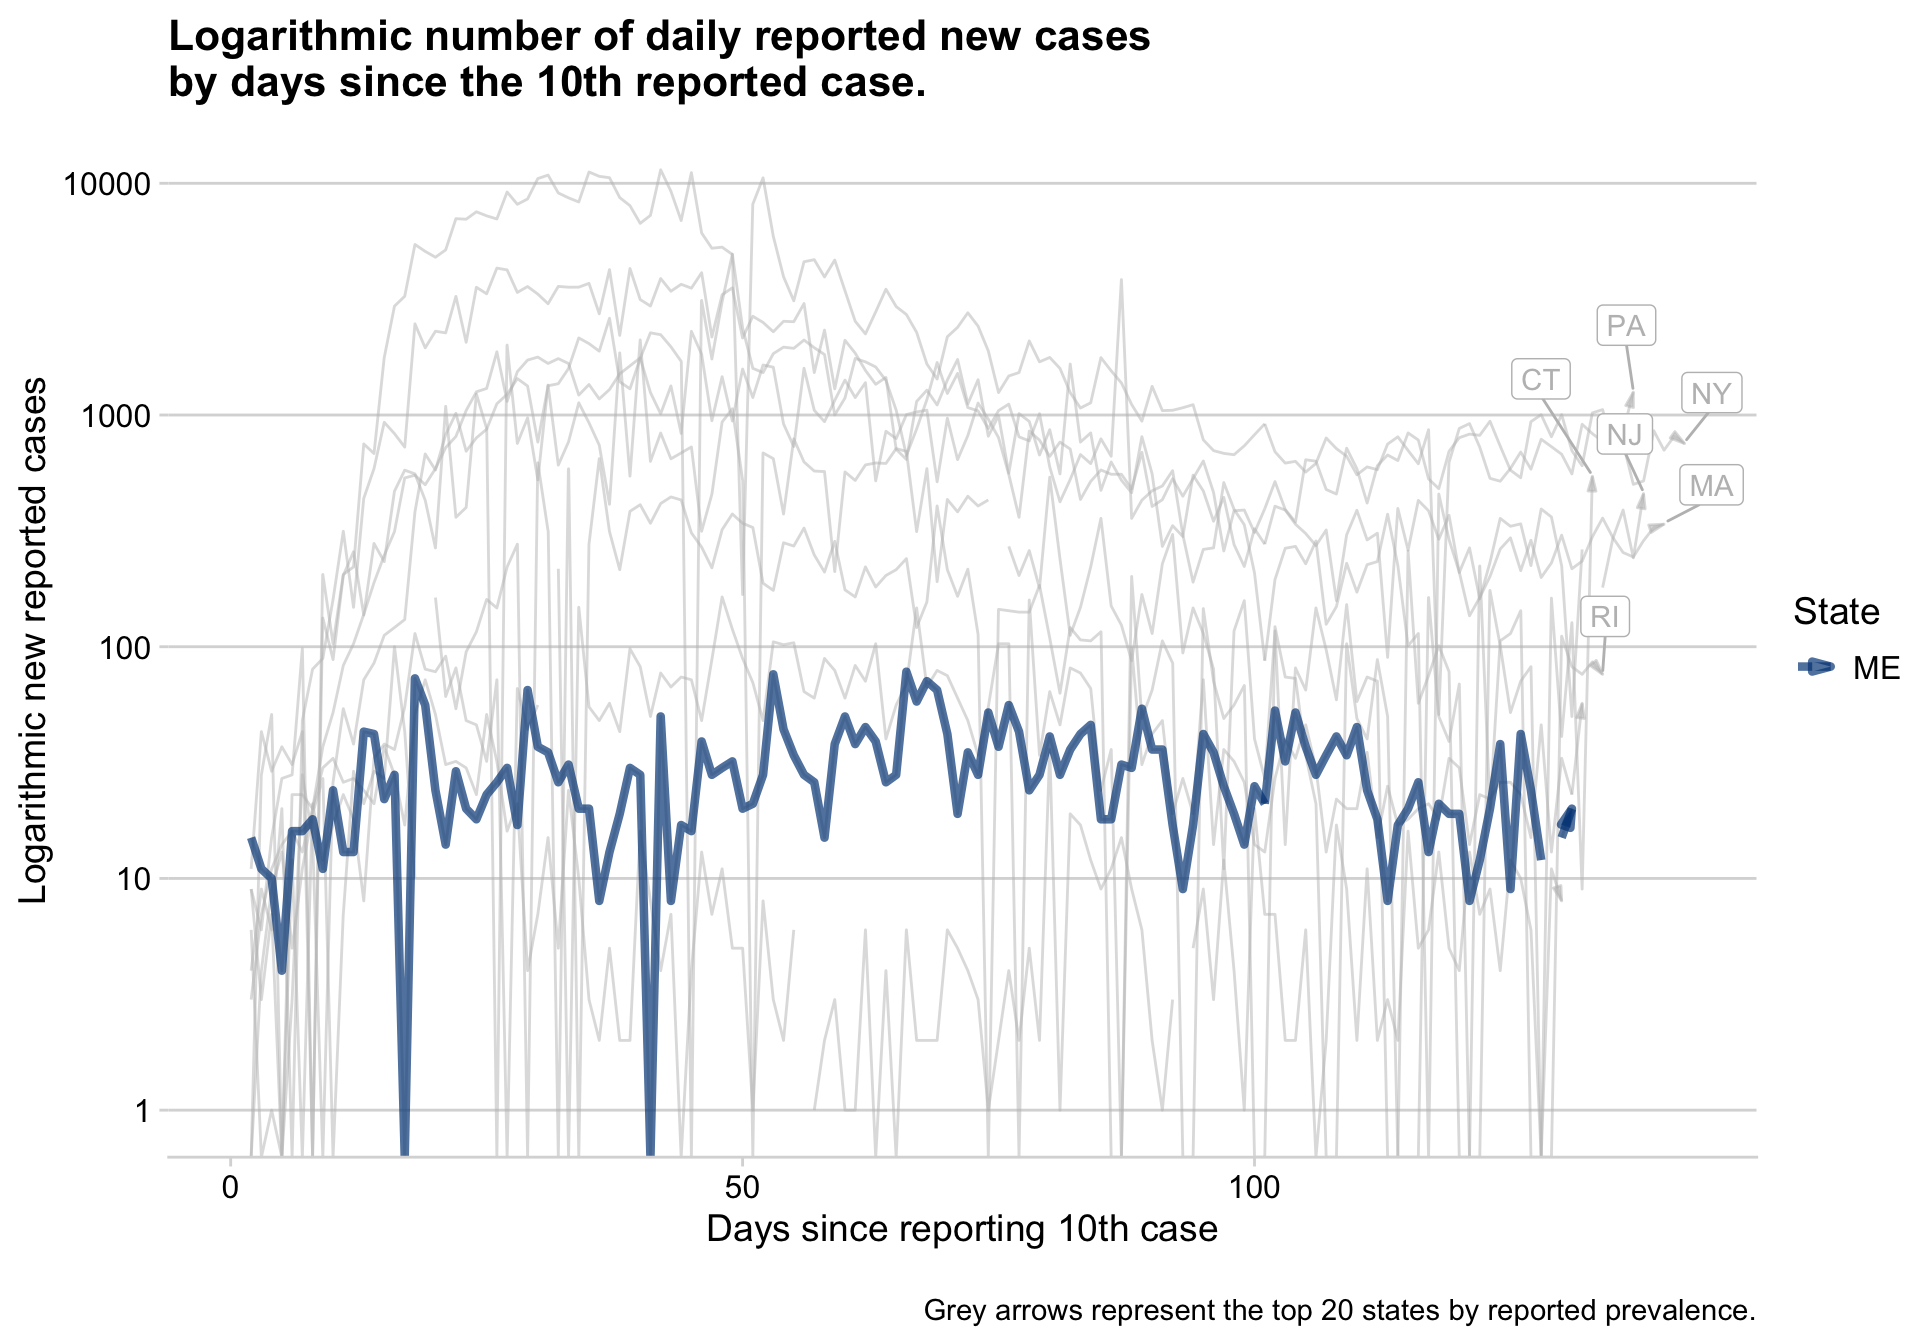 Logarithmic number of daily reported new cases
by days since the 10th reported case.
Logarithmic new reported cases
10000
1000
100
10
1
PA
CT
NY
NJ
MA
RI
State
ME
0
50
100
Days since reporting 10th case
Grey arrows represent the top 20 states by reported prevalence.